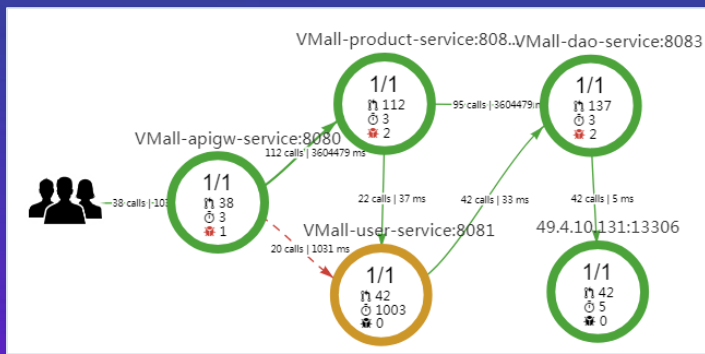 VMall-product-service:808...
VMall-dao-service:8083
1/1
112
3
2
95 calls | 3604479 m
1/1
137
3
2
VMall-apigw-service:8080
112 calls | 3604479 ms
38 calls | 103
1/1
38
3
1
22 calls | 37 ms
42 calls | 33 ms
42 calls | 5 ms
VMall-user-service:8081
49.4.10.131:13306
20 calls | 1031 ms
1/1
42
1003
0
1/1
42
5
0